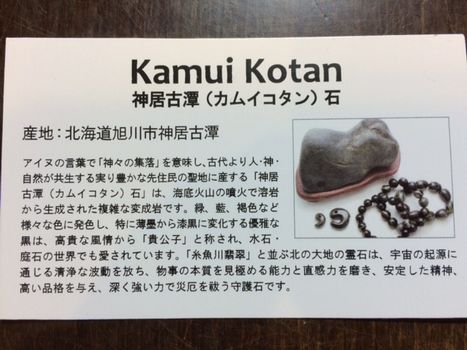 Kamui Kotan
神居古潭（カムイコタン）石
産地：北海道旭川市神居古潭
アイヌの言葉で「神々の集落」を意味し、古代より人・神・
自然が共生する実り豊かな先住民の聖地に産する「神居
古潭（カムイコタン）石」は、海底火山の噴火で溶岩
から生成された複雑な変成岩です。緑、藍、褐色など
様々な色に発色し、特に薄墨から漆黒に変化する優雅な
黒は、高貴な風情から「貴公子」と称され、水石・
庭石の世界でも愛されています。「糸魚川翡翠」と並ぶ北の大地の霊石は、宇宙の起源に
通じる清浄な波動を放ち、物事の本質を見極める能力と直感力を磨き、安定した精神、
高い品格を与え、深く強い力で災厄を祓う守護石です。